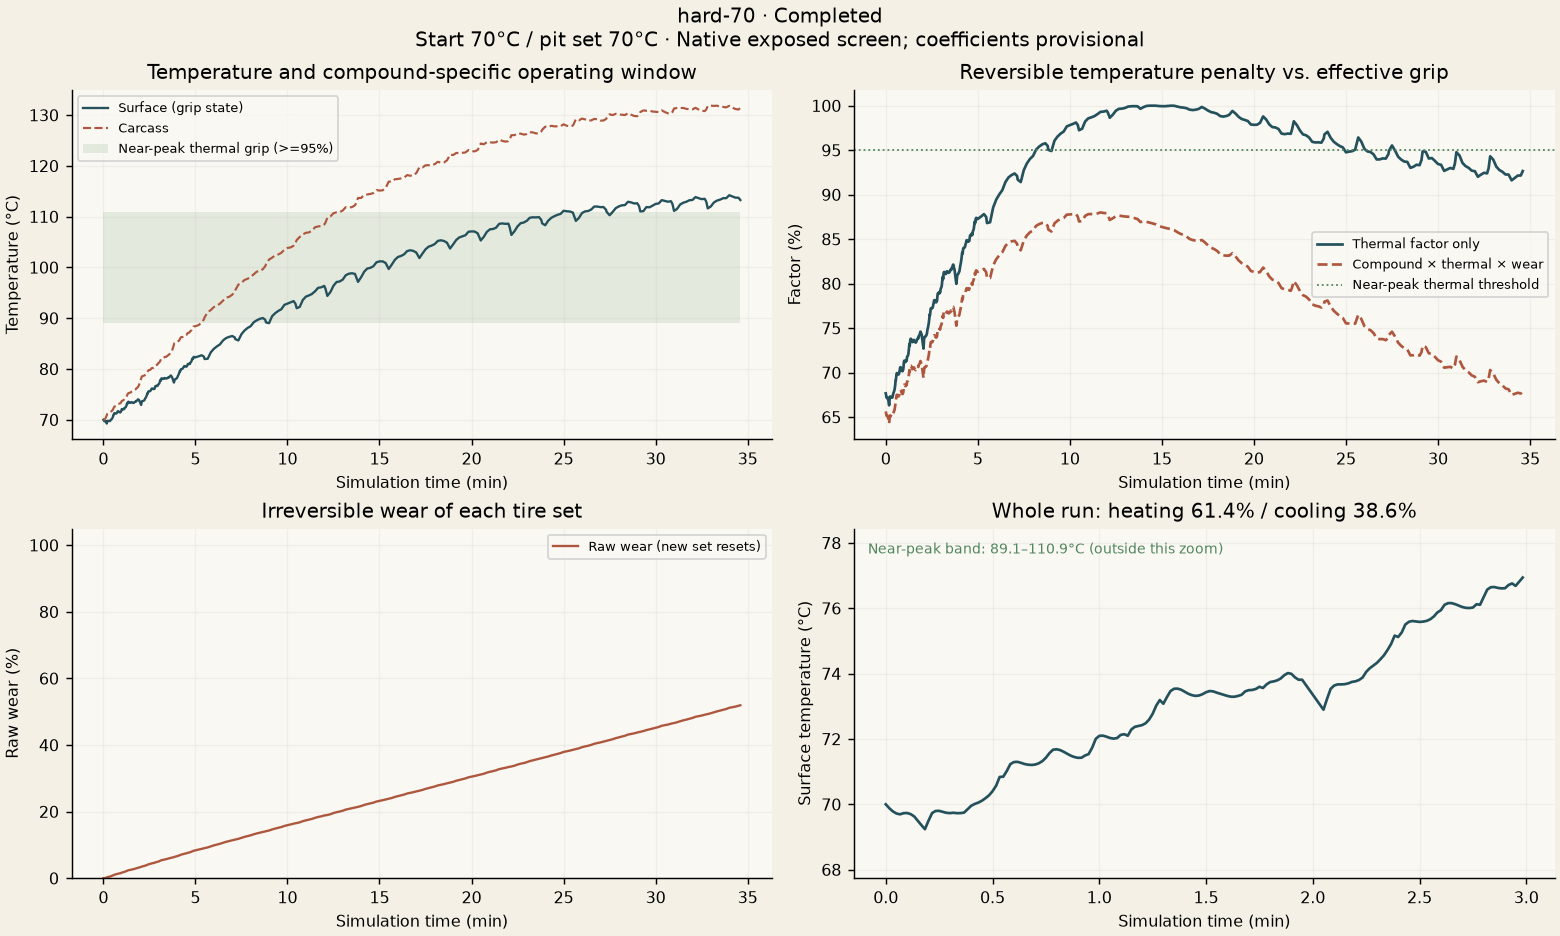 hard-70 · Completed
Start 70°C / pit set 70°C · Native exposed screen; coefficients provisional
Temperature and compound-specific operating window
Surface (grip state)
Carcass
Near-peak thermal grip (>=95%)
Temperature (°C)
130
120
110
100
90
80
70
0
5
10
15
20
25
30
35
Simulation time (min)
Reversible temperature penalty vs. effective grip
Thermal factor only
Compound × thermal × wear
Near-peak thermal threshold
Factor (%)
100
95
90
85
80
75
70
65
0
5
10
15
20
25
30
35
Simulation time (min)
Irreversible wear of each tire set
Raw wear (new set resets)
Raw wear (%)
100
80
60
40
20
0
0
5
10
15
20
25
30
35
Simulation time (min)
Whole run: heating 61.4% / cooling 38.6%
Near-peak band: 89.1–110.9°C (outside this zoom)
Surface temperature (°C)
78
76
74
72
70
68
0.0
0.5
1.0
1.5
2.0
2.5
3.0
Simulation time (min)